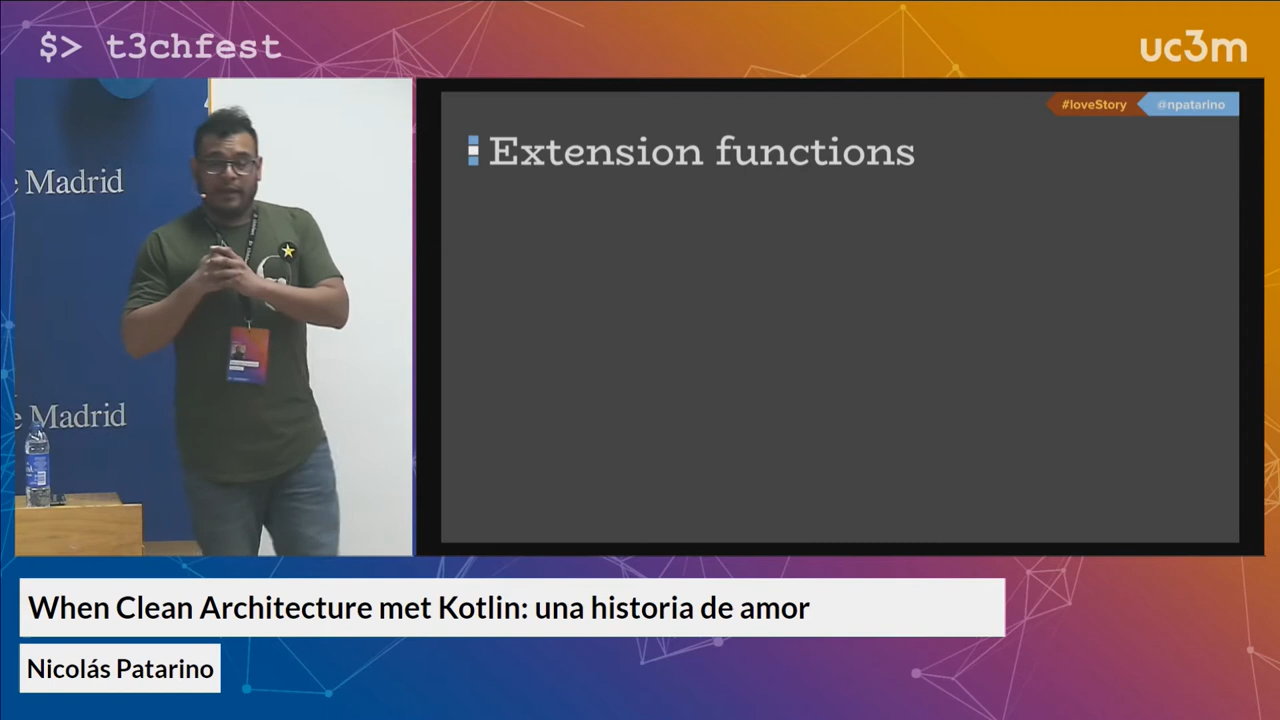 $> t3chfest
uc3m
e Madrid
e Madrid
#loveStory
@npatarino
Extension functions
When Clean Architecture met Kotlin: una historia de amor
Nicolás Patarino